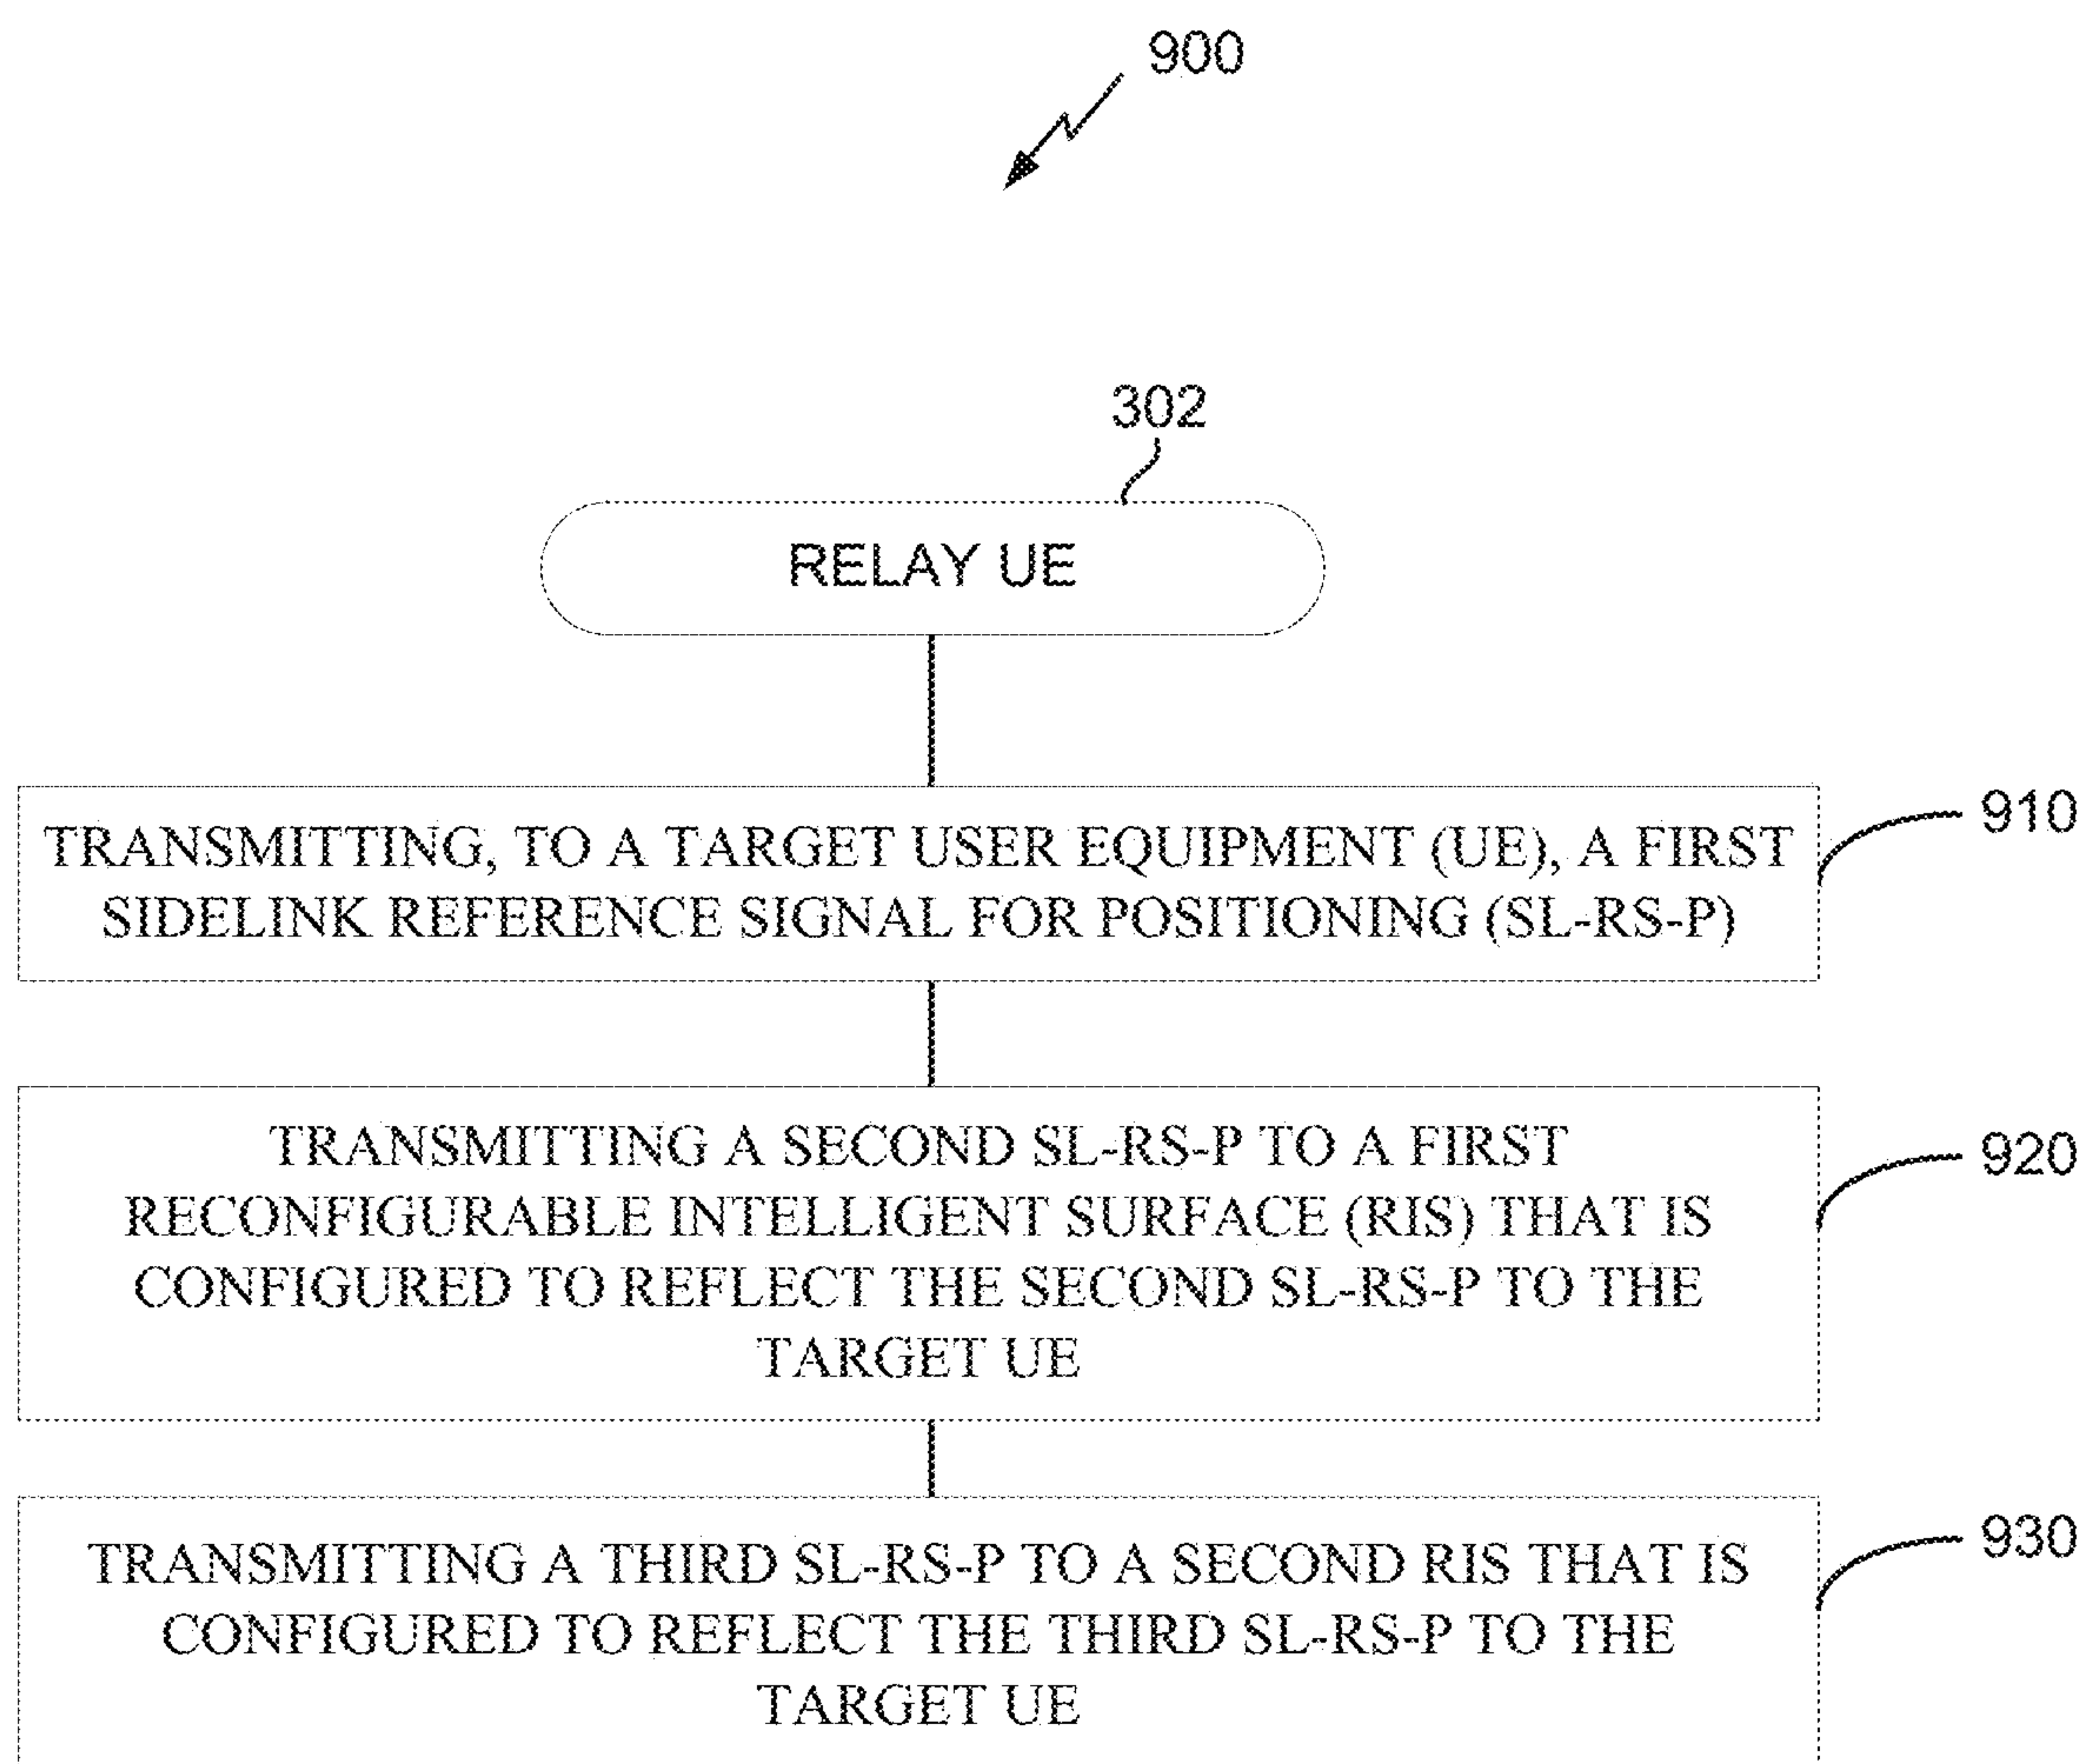 900
302
RELAY UE
910
TRANSMITTING, TO A TARGET USER EQUIPMENT (UE), A FIRST
SIDELINK REFERENCE SIGNAL FOR POSITIONING (SL-RS-P)
TRANSMITTING A SECOND SL-RS-P TO A FIRST
920
RECONFIGURABLE INTELLIGENT SURFACE (RIS) THAT IS
CONFIGURED TO REFLECT THE SECOND SL-RS-P TO THE
TARGET UE
930
TRANSMITTING A THIRD SL-RS-P TO A SECOND RIS THAT IS
CONFIGURED TO REFLECT THE THIRD SL-RS-P TO THE
TARGET UE